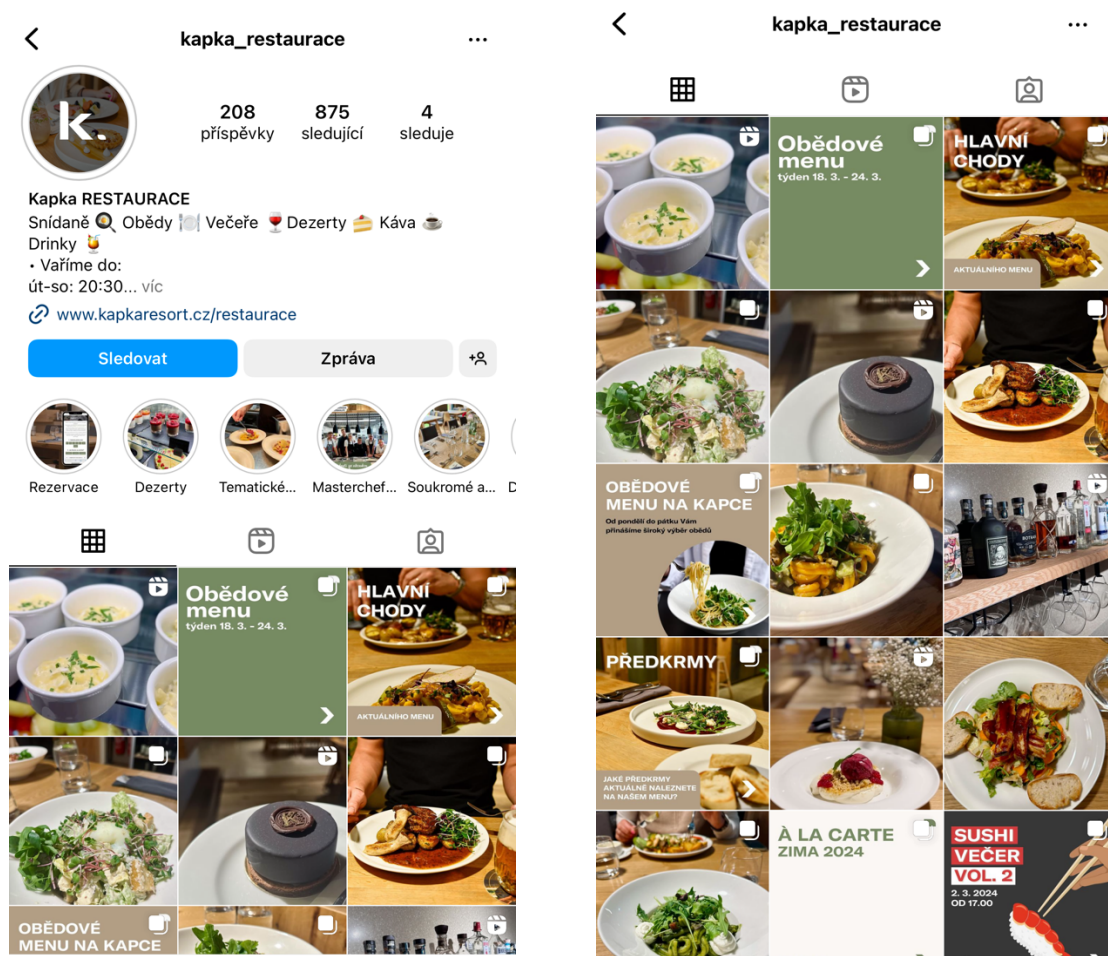 kapka_restaurace
k.
208
875
4
příspěvky
sledující
sleduje
Kapka RESTAURACE
Snídaně 🍳 Obědy 🍽️ Večeře 🍷 Dezerty 🍰 Káva ☕
Drinky 🍹
• Vaříme do:
út-so: 20:30... víc
www.kapkaresort.cz/restaurace
Sledovat
Zpráva
Rezervace
Dezerty
Tematické...
Masterchef...
Soukromé a...
D
Obědové
menu
týden 18. 3. - 24. 3.
HLAVNÍ
CHODY
AKTUÁLNÍHO MENU
OBĚDOVÉ
MENU NA KAPCE
kapka_restaurace
Obědové
menu
týden 18. 3. - 24. 3.
HLAVNÍ
CHODY
AKTUÁLNÍHO MENU
OBĚDOVÉ
MENU NA KAPCE
Od pondělí do pátku Vám
přinášíme široký výběr obědů
PŘEDKRMY
JAKÉ PŘEDKRMY
AKTUÁLNĚ NALEZNETE
NA NAŠEM MENU?
À LA CARTE
ZIMA 2024
SUSHI
VEČER
VOL. 2
2. 3. 2024
OD 17.00